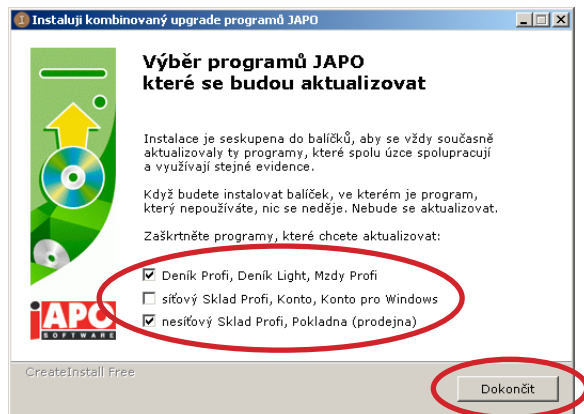 Instaluji kombinovaný upgrade programů JAPO
Výběr programů JAPO
které se budou aktualizovat
Instalace je seskupena do balíčků, aby se vždy současně
aktualizovaly ty programy, které spolu úzce spolupracují
a využívají stejné evidence.
Když budete instalovat balíček, ve kterém je program,
který nepoužíváte, nic se neděje. Nebude se aktualizovat.
Zaškrtněte programy, které chcete aktualizovat:
Deník Profi, Deník Light, Mzdy Profi
síťový Sklad Profi, Konto, Konto pro Windows
nesíťový Sklad Profi, Pokladna (prodejna)
jAPO
SOFTWARE
CreateInstall Free
Dokončit